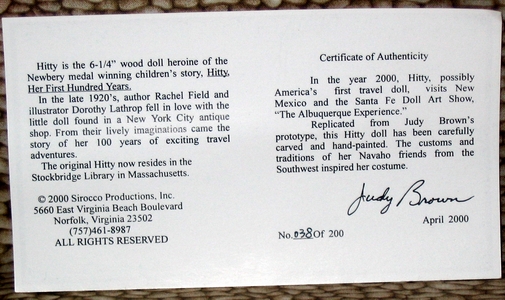 Hitty is the 6-1/4" wood doll heroine of the
Newbery medal winning children's story, Hitty,
Her First Hundred Years.
In the late 1920's, author Rachel Field and
illustrator Dorothy Lathrop fell in love with the
little doll found in a New York City antique
shop. From their lively imaginations came the
story of her 100 years of exciting travel
adventures.
The original Hitty now resides in the
Stockbridge Library in Massachusetts.
© 2000 Sirocco Productions, Inc.
5660 East Virginia Beach Boulevard
Norfolk, Virginia 23502
(757)461-8987
ALL RIGHTS RESERVED
Certificate of Authenticity
In the year 2000, Hitty, possibly
America's first travel doll, visits New
Mexico and the Santa Fe Doll Art Show,
"The Albuquerque Experience."
Replicated from Judy Brown's
prototype, this Hitty doll has been carefully
carved and hand-painted. The customs and
traditions of her Navaho friends from the
Southwest inspired her costume.
Judy Brown
April 2000
No. 038 Of 200